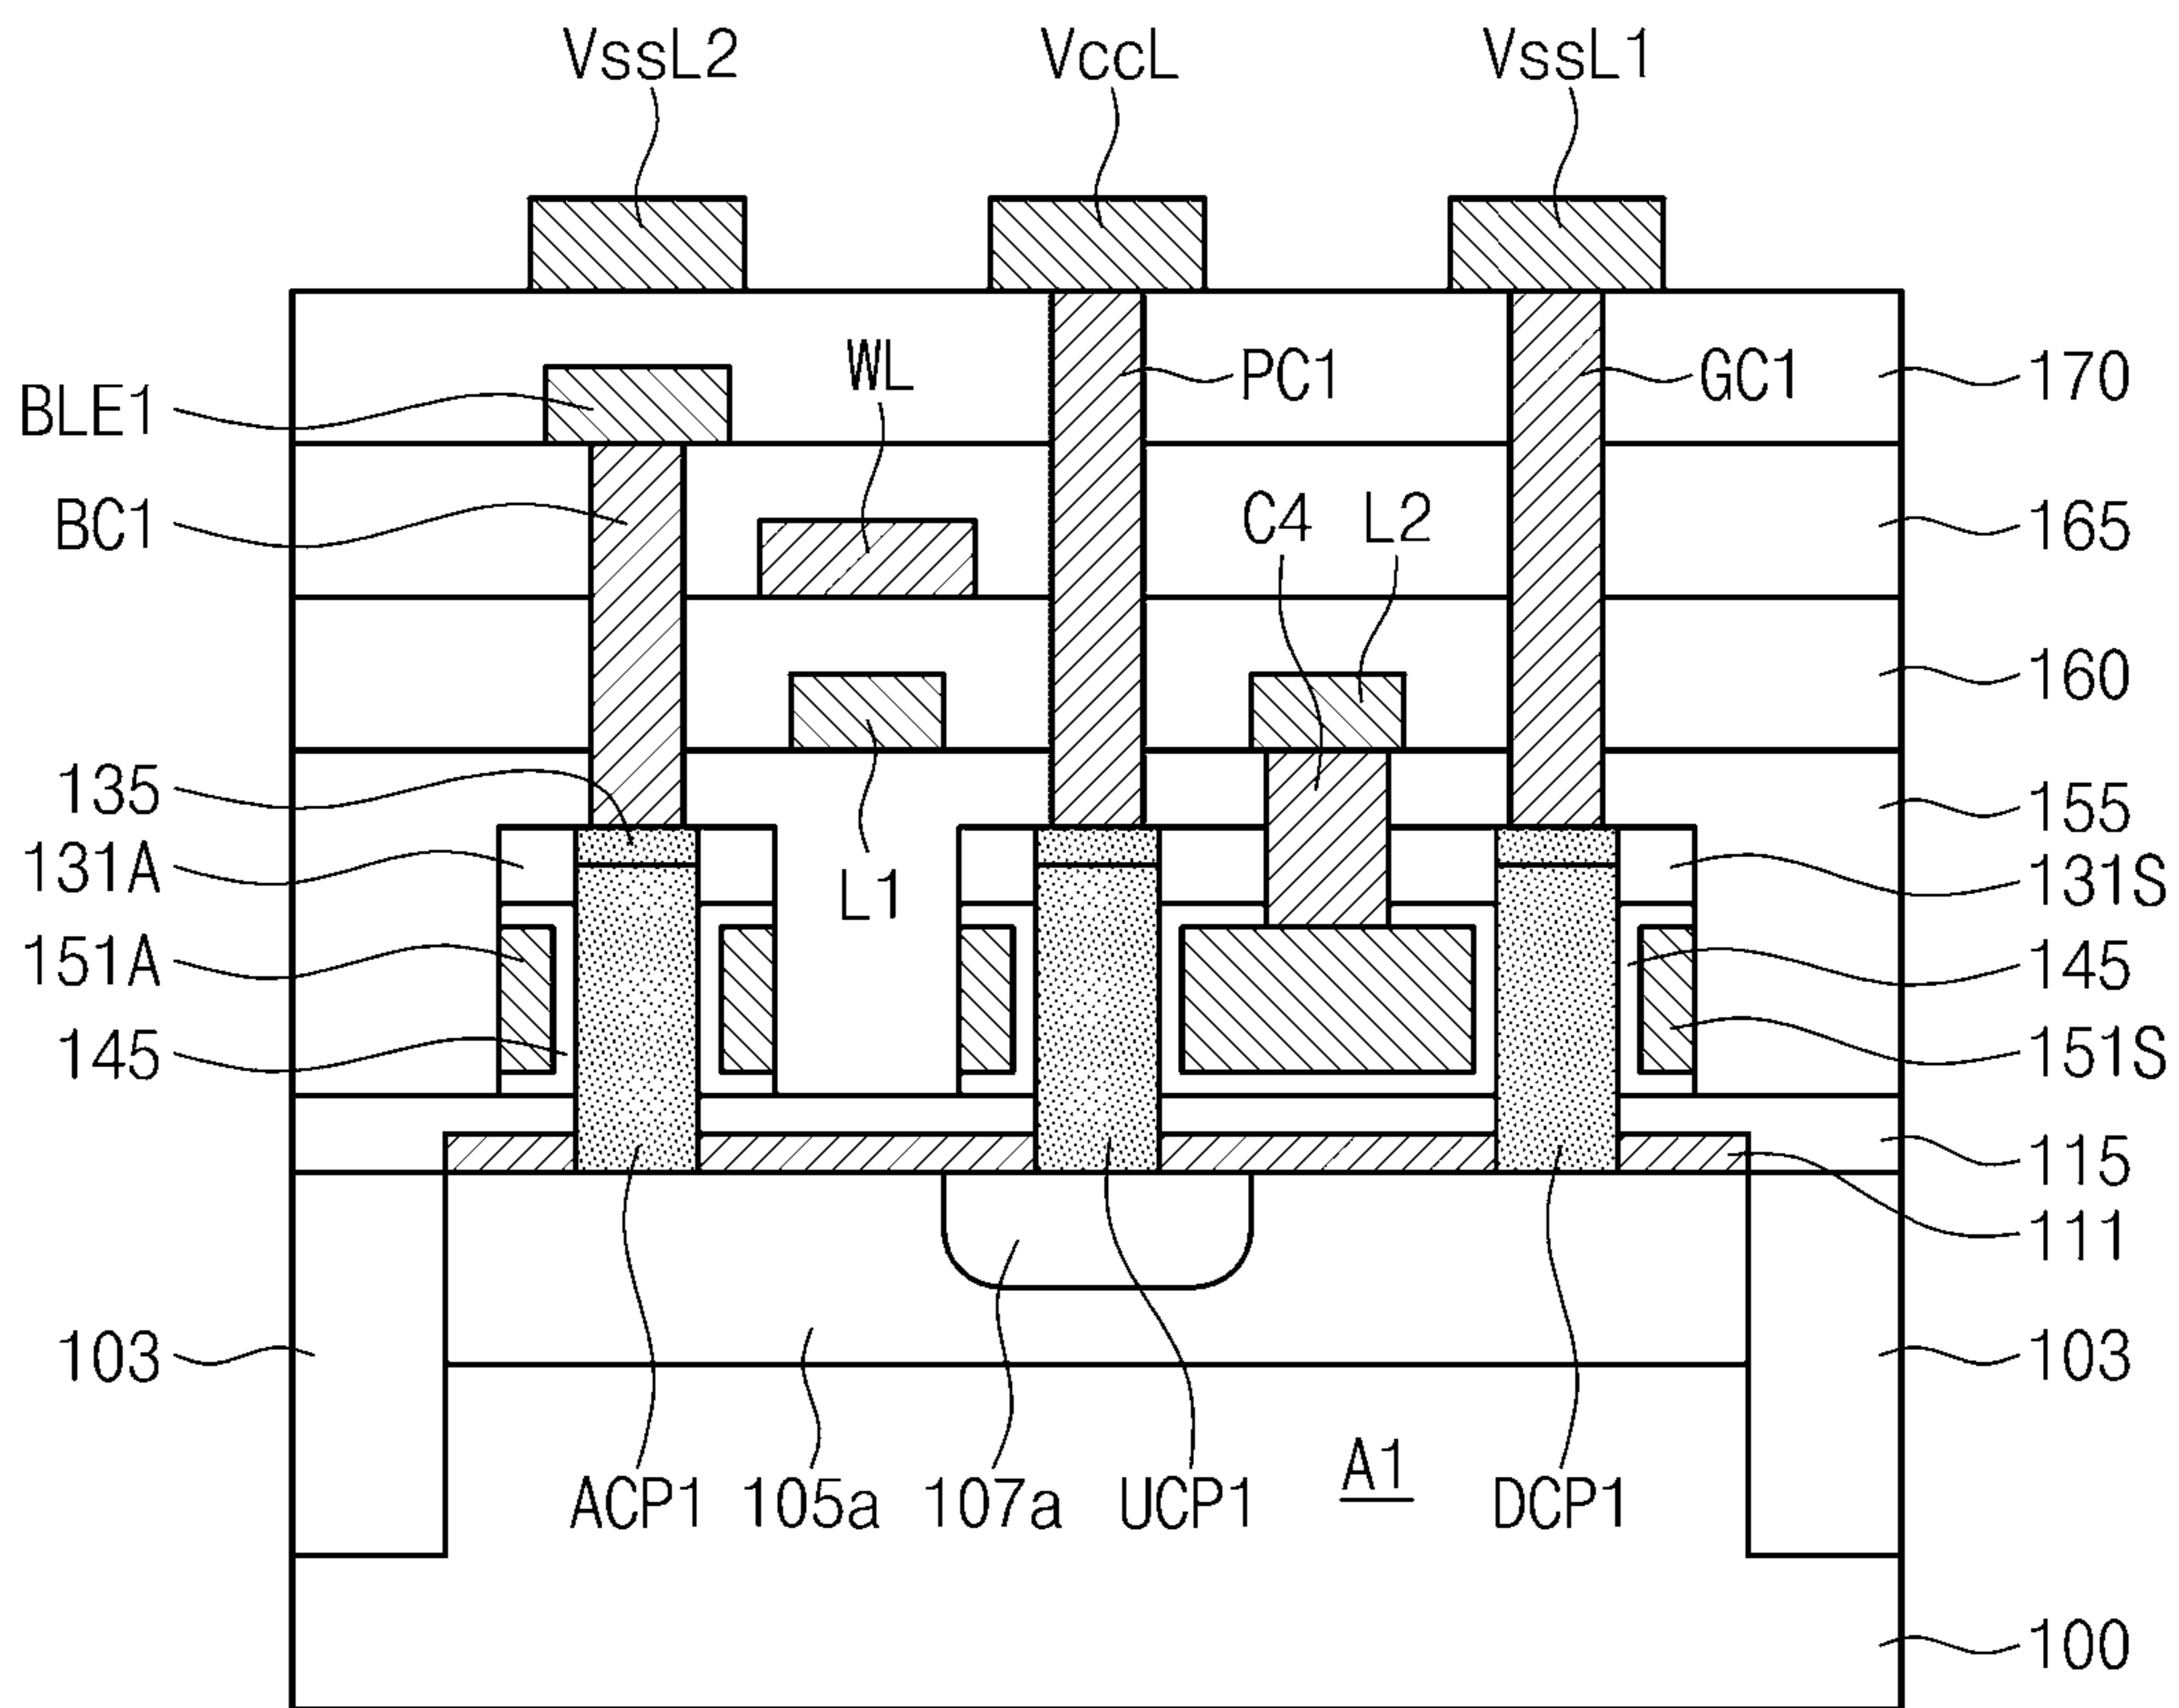 VssL2 VccL VssL1
BLE1 WL PC1 GC1 170
BC1 C4 L2 165
160
135 155
131A L1 131S
151A 145
145 151S
115
111
103 103
ACP1 105a 107a UCP1 A1 DCP1
100